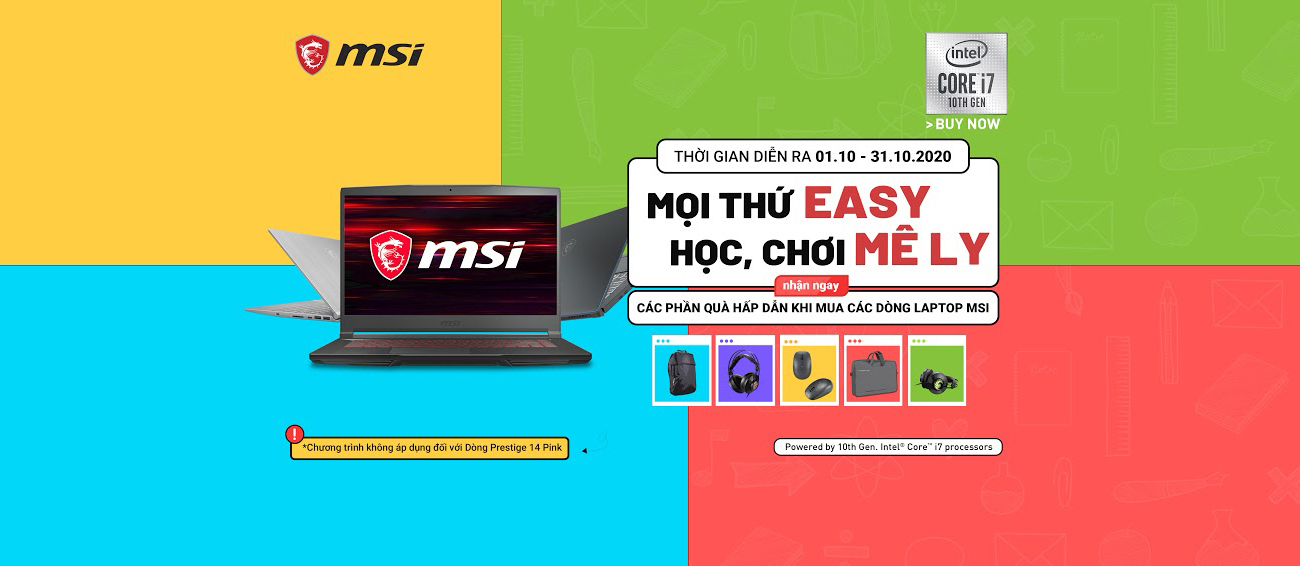 msi
intel
CORE i7
10TH GEN
> BUY NOW
THỜI GIAN DIỄN RA 01.10 - 31.10.2020
MỌI THỨ EASY
HỌC, CHƠI MÊ LY
nhận ngay
CÁC PHẦN QUÀ HẤP DẪN KHI MUA CÁC DÒNG LAPTOP MSI
msi
msi
*Chương trình không áp dụng đối với Dòng Prestige 14 Pink
Powered by 10th Gen. Intel® Core™ i7 processors